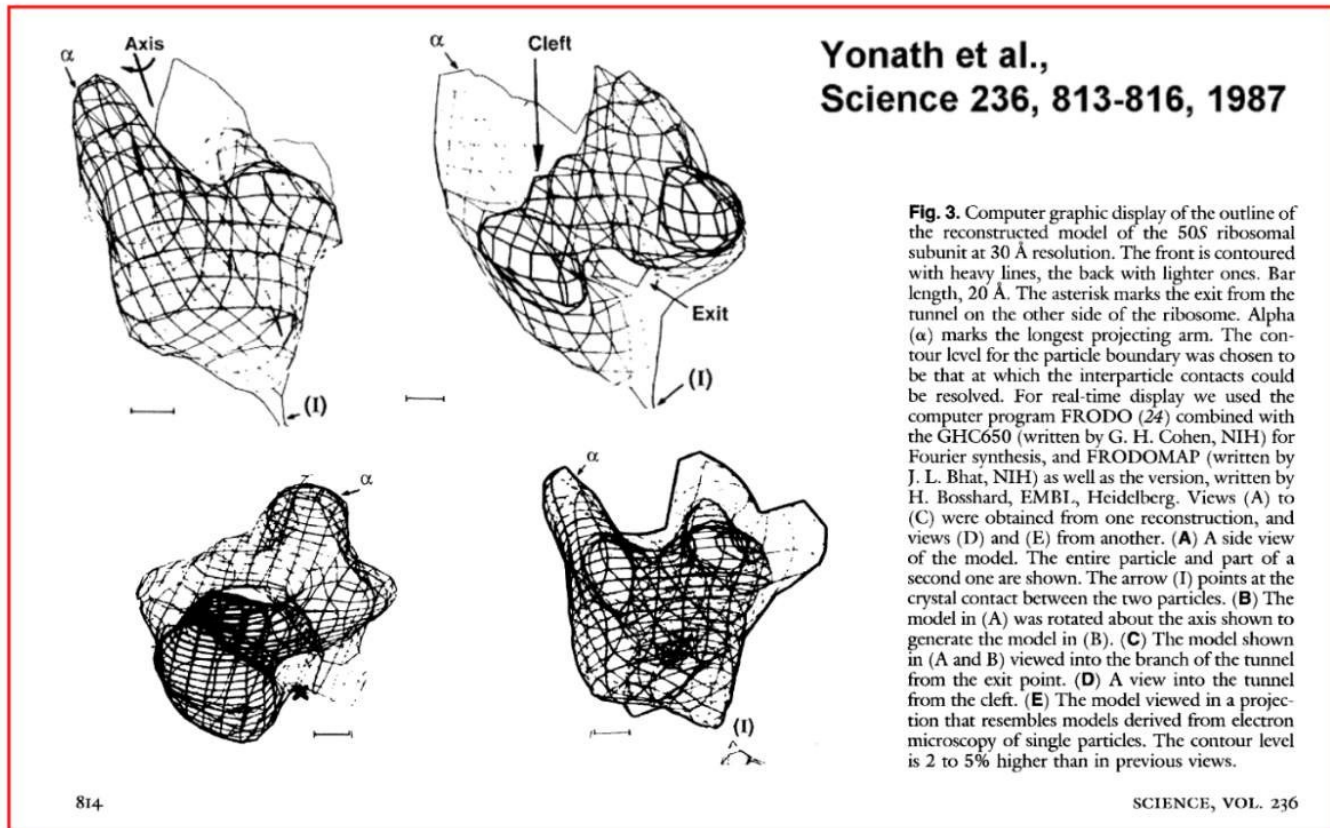 α
Axis
(I)
α
Cleft
Exit
(I)
Yonath et al.,
Science 236, 813-816, 1987
α
α
(I)
Fig. 3. Computer graphic display of the outline of
the reconstructed model of the 50S ribosomal
subunit at 30 Å resolution. The front is contoured
with heavy lines, the back with lighter ones. Bar
length, 20 Å. The asterisk marks the exit from the
tunnel on the other side of the ribosome. Alpha
(α) marks the longest projecting arm. The con-
tour level for the particle boundary was chosen to
be that at which the interparticle contacts could
be resolved. For real-time display we used the
computer program FRODO (24) combined with
the GHC650 (written by G. H. Cohen, NIH) for
Fourier synthesis, and FRODOMAP (written by
J. L. Bhat, NIH) as well as the version, written by
H. Bosshard, EMBL, Heidelberg. Views (A) to
(C) were obtained from one reconstruction, and
views (D) and (E) from another. (A) A side view
of the model. The entire particle and part of a
second one are shown. The arrow (I) points at the
crystal contact between the two particles. (B) The
model in (A) was rotated about the axis shown to
generate the model in (B). (C) The model shown
in (A and B) viewed into the branch of the tunnel
from the exit point. (D) A view into the tunnel
from the cleft. (E) The model viewed in a projec-
tion that resembles models derived from electron
microscopy of single particles. The contour level
is 2 to 5% higher than in previous views.
814
SCIENCE, VOL. 236